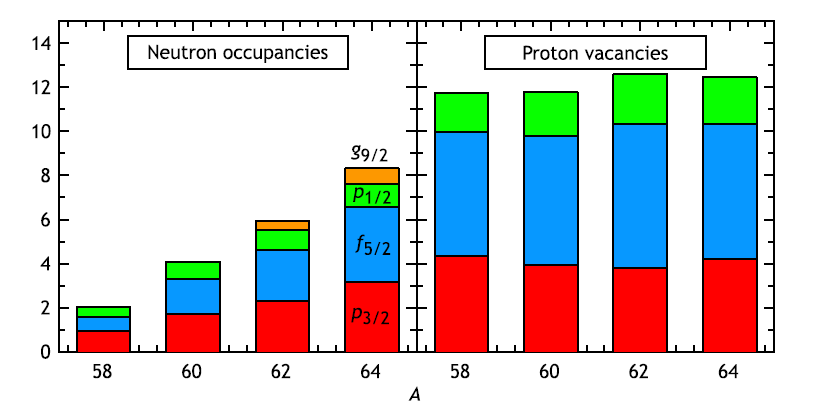 Neutron occupancies
Proton vacancies
14
12
10
8
6
4
2
0
g9/2
p1/2
f5/2
p3/2
58 60 62 64 58 60 62 64
A